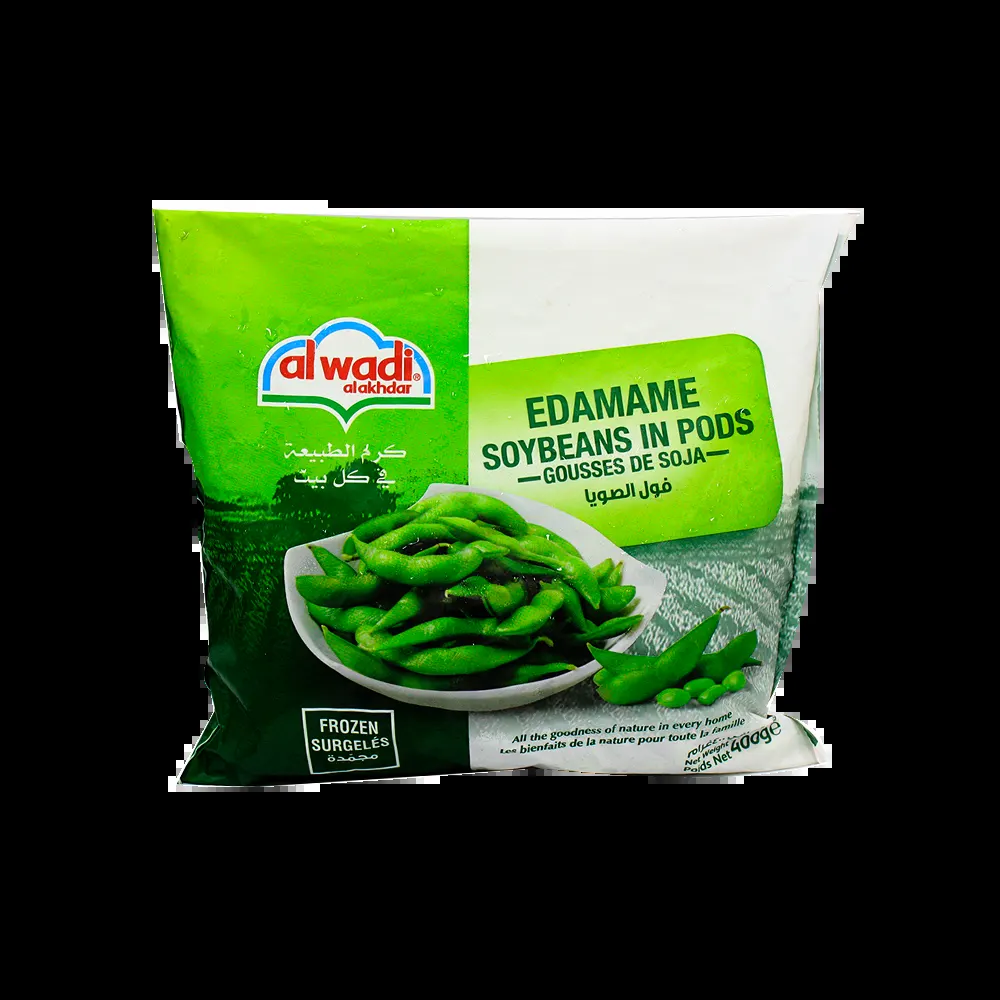 al wadi®
al akhdar
كرم الطبيعة
في كل بيت
EDAMAME
SOYBEANS IN PODS
GOUSSES DE SOJA
فول الصويا
FROZEN
SURGELÉS
مجمّدة
All the goodness of nature in every home
Les bienfaits de la nature pour toute la famille
Net Weight
Poids Net 400g e